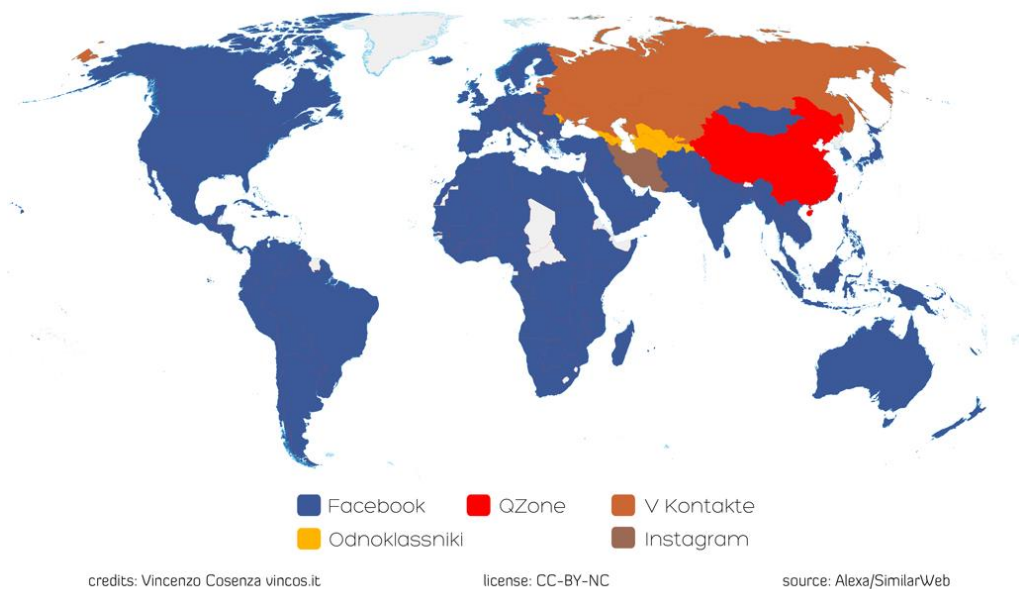 Facebook QZone V Kontakte
Odnoklassniki Instagram
credits: Vincenzo Cosenza vincos.it license: CC-BY-NC source: Alexa/SimilarWeb